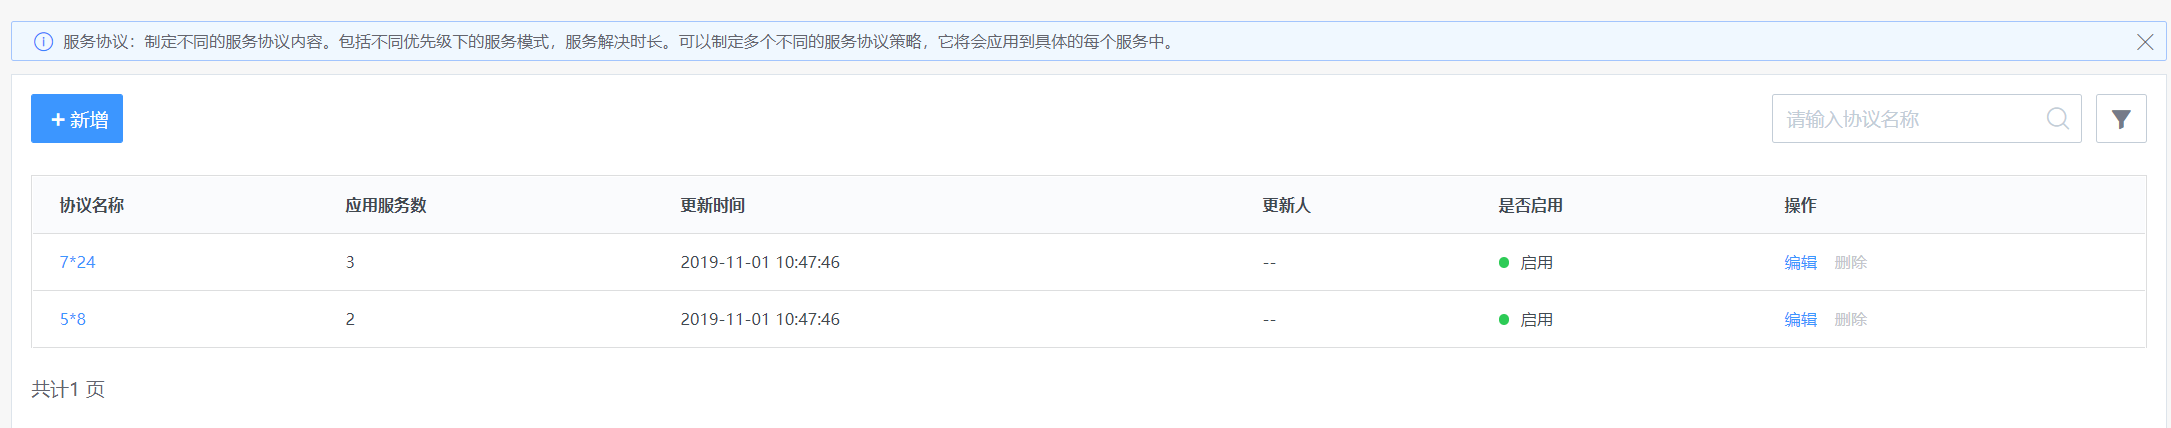 服务协议：制定不同的服务协议内容。包括不同优先级下的服务模式，服务解决时长。可以制定多个不同的服务协议策略，它将会应用到具体的每个服务中。
+ 新增
请输入协议名称
协议名称 应用服务数 更新时间 更新人 是否启用 操作
7*24 3 2019-11-01 10:47:46 -- 启用 编辑 删除
5*8 2 2019-11-01 10:47:46 -- 启用 编辑 删除
共计1 页